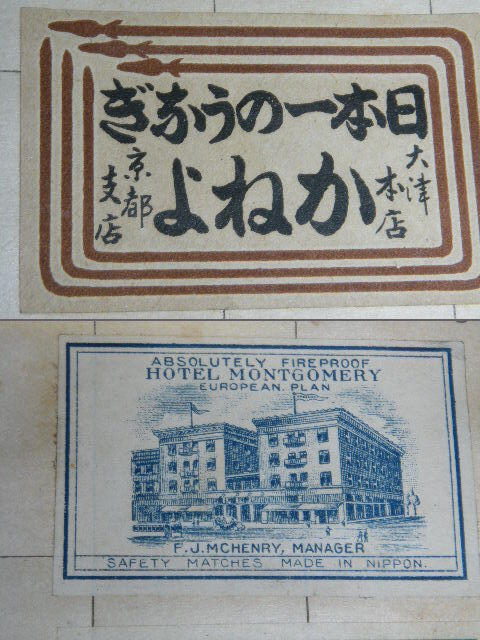 日本一のうなぎ
大津
本店
かねよ
京都
支店
ABSOLUTELY FIREPROOF
HOTEL MONTGOMERY
EUROPEAN PLAN
F. J. MCHENRY, MANAGER
SAFETY MATCHES MADE IN NIPPON.